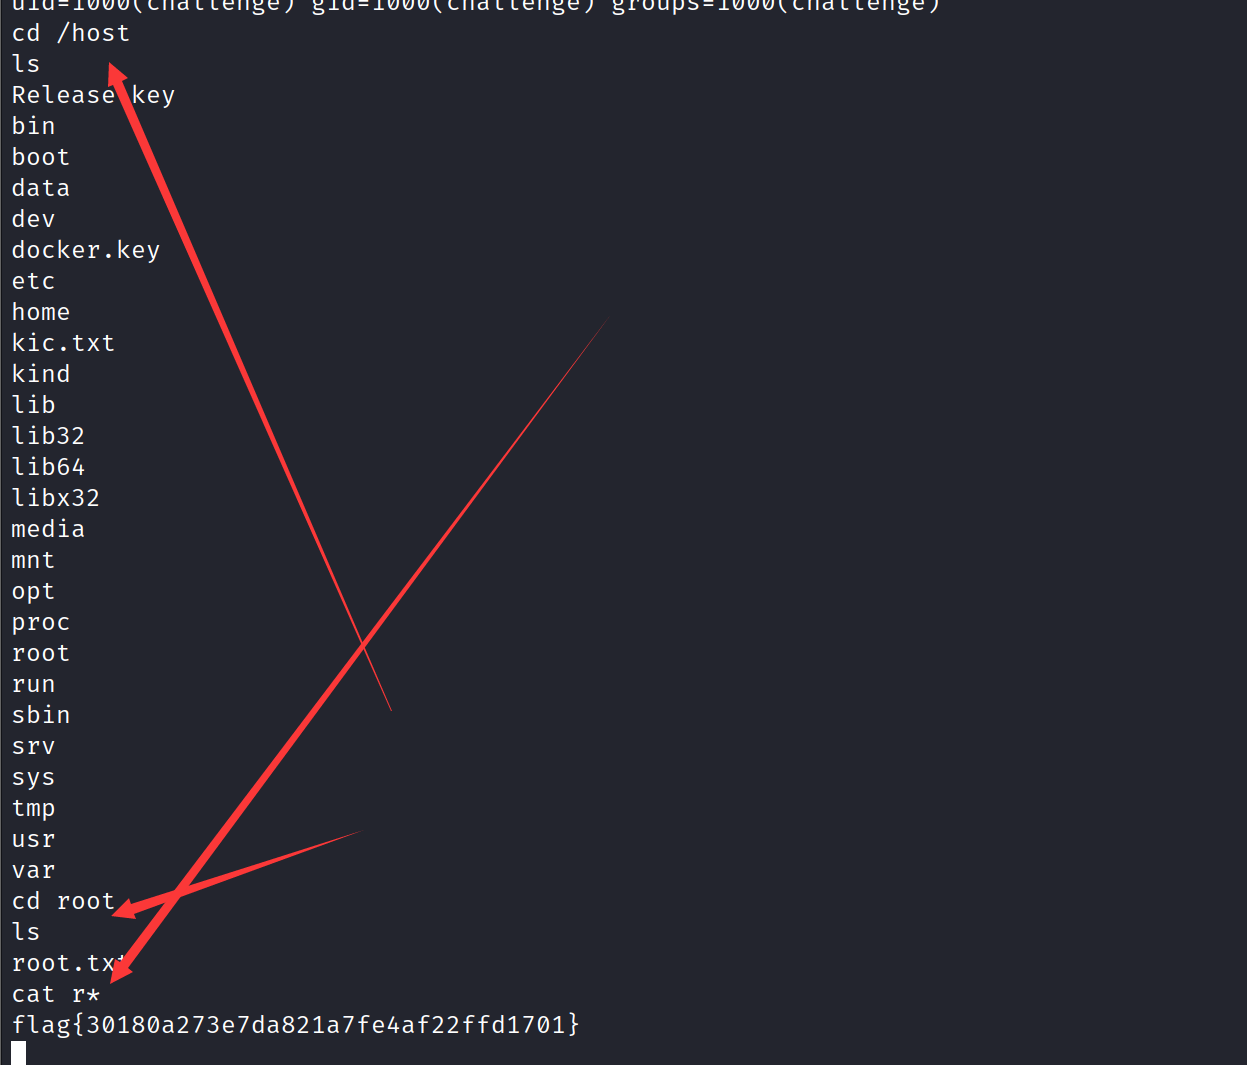 uid=1000(challenge) gid=1000(challenge) groups=1000(challenge)
cd /host
ls
Release.key
bin
boot
data
dev
docker.key
etc
home
kic.txt
kind
lib
lib32
lib64
libx32
media
mnt
opt
proc
root
run
sbin
srv
sys
tmp
usr
var
cd root
ls
root.txt
cat r*
flag{30180a273e7da821a7fe4af22ffd1701}